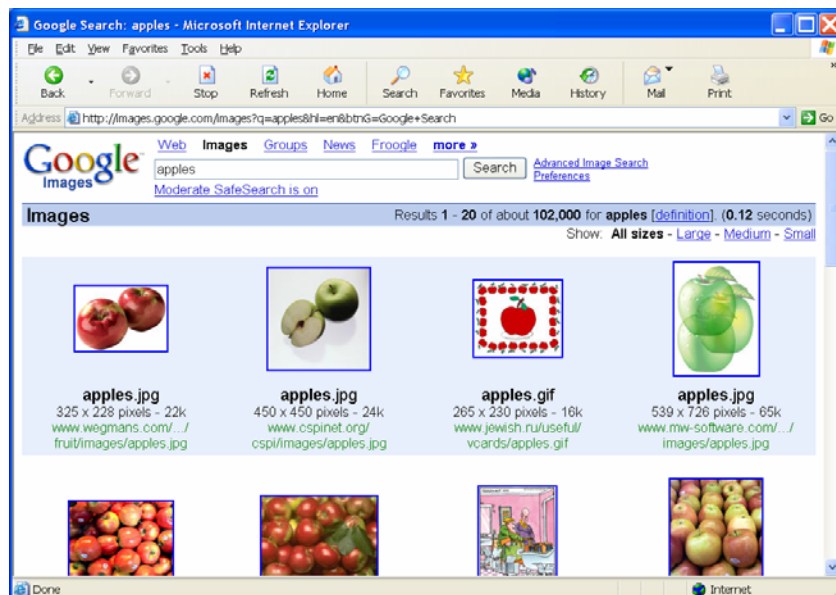 Google Search: apples - Microsoft Internet Explorer
File Edit View Favorites Tools Help
Back Forward Stop Refresh Home Search Favorites Media History Mail Print
Address http://images.google.com/images?q=apples&hl=en&btnG=Google+Search Go
Web Images Groups News Froogle more »
Google Images
apples Search Advanced Image Search
Preferences
Moderate SafeSearch is on
Images Results 1 - 20 of about 102,000 for apples [definition]. (0.12 seconds)
Show: All sizes - Large - Medium - Small
apples.jpg apples.jpg apples.gif apples.jpg
325 x 228 pixels - 22k 450 x 450 pixels - 24k 265 x 230 pixels - 16k 539 x 726 pixels - 65k
www.wegmans.com/.../ www.cspinet.org/ www.jewish.ru/useful/ www.mw-software.com/.../
fruit/images/apples.jpg cspi/images/apples.jpg vcards/apples.gif images/apples.jpg
Done Internet